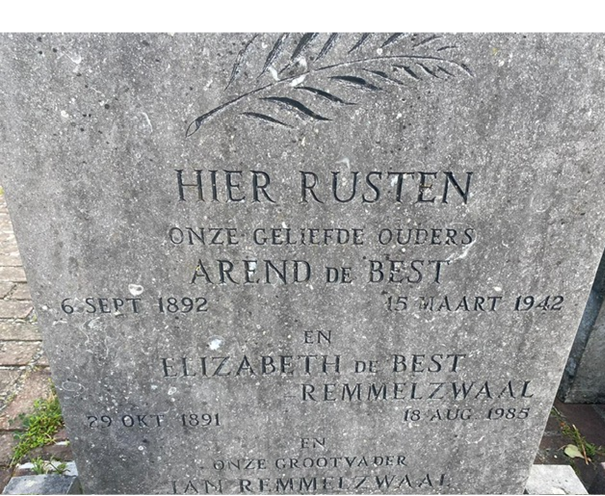 HIER RUSTEN
ONZE GELIEFDE OUDERS
AREND DE BEST
6 SEPT 1892 15 MAART 1942
EN
ELIZABETH DE BEST
REMMELZWAAL
29 OKT 1891 18 AUG 1985
EN
ONZE GROOTVADER
JAN REMMELZWAAL